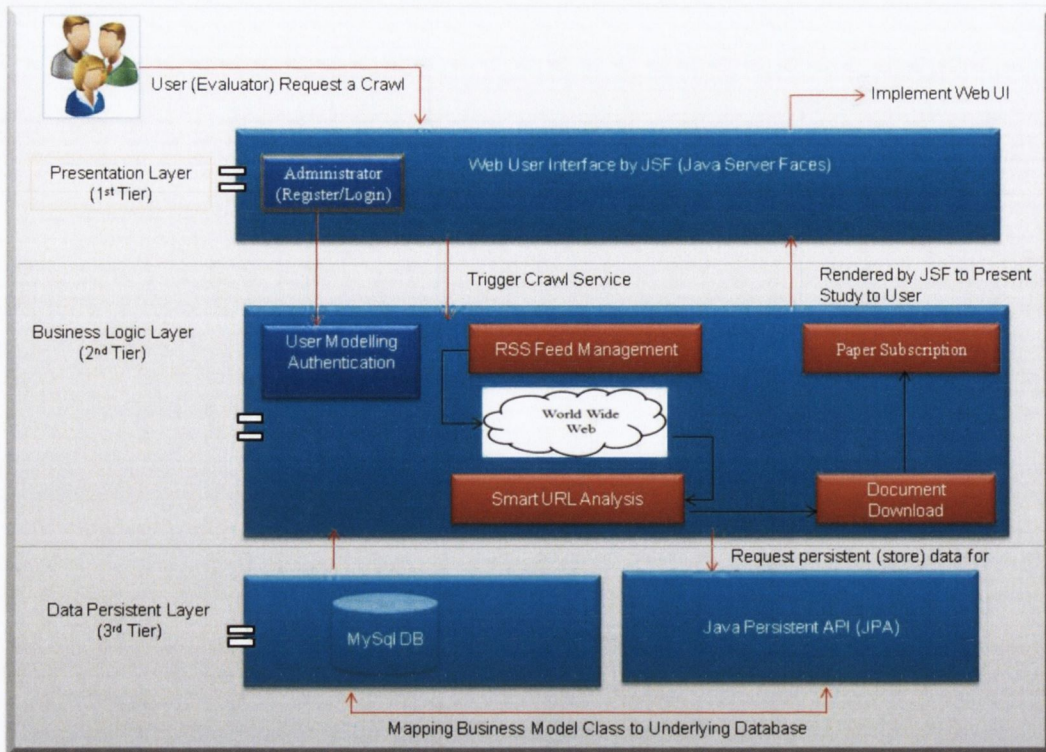 User (Evaluator) Request a Crawl
Implement Web UI
Presentation Layer
(1st Tier)
Administrator
(Register/Login)
Web User Interface by JSF (Java Server Faces)
Trigger Crawl Service
Rendered by JSF to Present
Study to User
Business Logic Layer
(2nd Tier)
User Modelling
Authentication
RSS Feed Management
Paper Subscription
World Wide
Web
Smart URL Analysis
Document
Download
Request persistent (store) data for
Data Persistent Layer
(3rd Tier)
MySql DB
Java Persistent API (JPA)
Mapping Business Model Class to Underlying Database